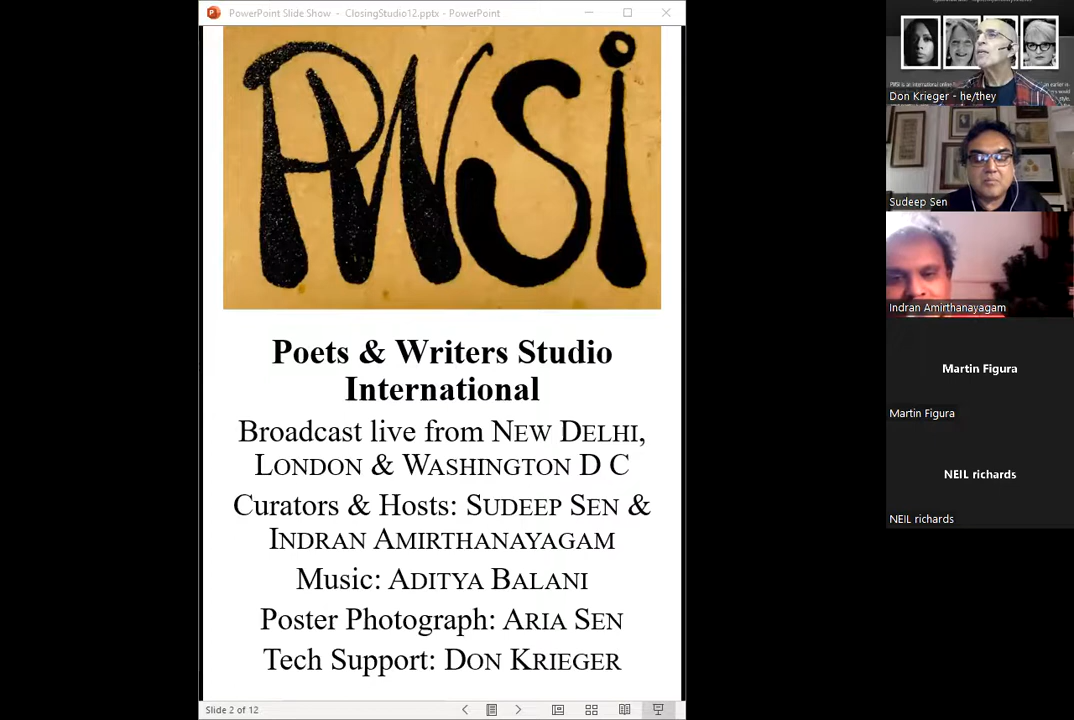 PowerPoint Slide Show - ClosingStudio12.pptx - PowerPoint
PWSi
Poets & Writers Studio
International
Broadcast live from NEW DELHI,
LONDON & WASHINGTON D C
Curators & Hosts: SUDEEP SEN &
INDRAN AMIRTHANAYAGAM
Music: ADITYA BALANI
Poster Photograph: ARIA SEN
Tech Support: DON KRIEGER
Slide 2 of 12
Don Krieger - he/they
Sudeep Sen
Indran Amirthanayagam
Martin Figura
Martin Figura
NEIL richards
NEIL richards